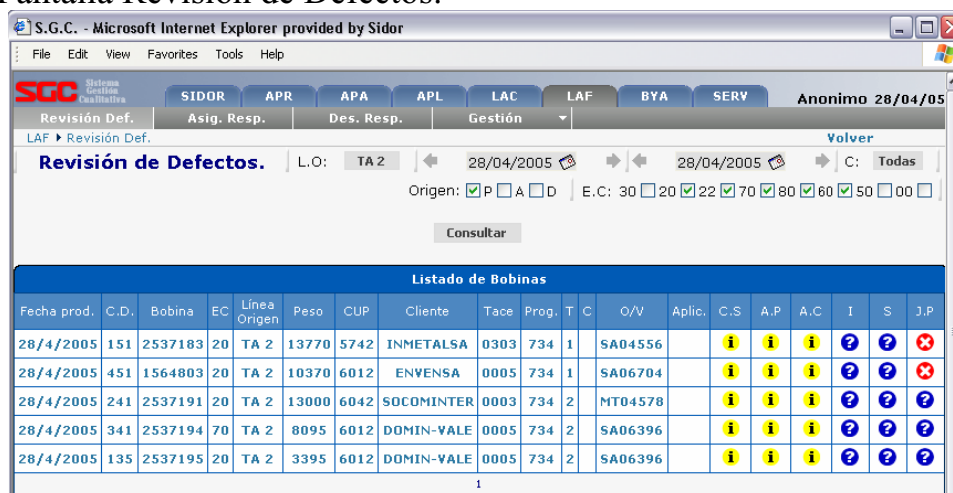 Pantalla Revisión de Defectos.
S.G.C. - Microsoft Internet Explorer provided by Sidor
File Edit View Favorites Tools Help
SGC Sistema Gestión Cualitativa SIDOR APR APA APL LAC LAF BYA SERV Anonimo 28/04/05
Revisión Def. Asig. Resp. Des. Resp. Gestión
LAF Revisión Def. Volver
Revisión de Defectos. L.O: TA 2 28/04/2005 28/04/2005 C: Todas
Origen: P A D E.C: 30 20 22 70 80 60 50 00
Consultar
Listado de Bobinas
Fecha prod. C.D. Bobina EC Línea Origen Peso CUP Cliente Tace Prog. T C O/V Aplic. C.S A.P A.C I S J.P
28/4/2005 151 2537183 20 TA 2 13770 5742 INMETALSA 0303 734 1 SA04556 i i i ? ?
28/4/2005 451 1564803 20 TA 2 10370 6012 ENVENSA 0005 734 1 SA06704 i i i ? ?
28/4/2005 241 2537191 20 TA 2 13000 6042 SOCOMINTER 0003 734 2 MT04578 i i i ? ? ?
28/4/2005 341 2537194 70 TA 2 8095 6012 DOMIN-VALE 0005 734 2 SA06396 i i i ? ? ?
28/4/2005 135 2537195 20 TA 2 3395 6012 DOMIN-VALE 0005 734 2 SA06396 i i i ? ? ?
1